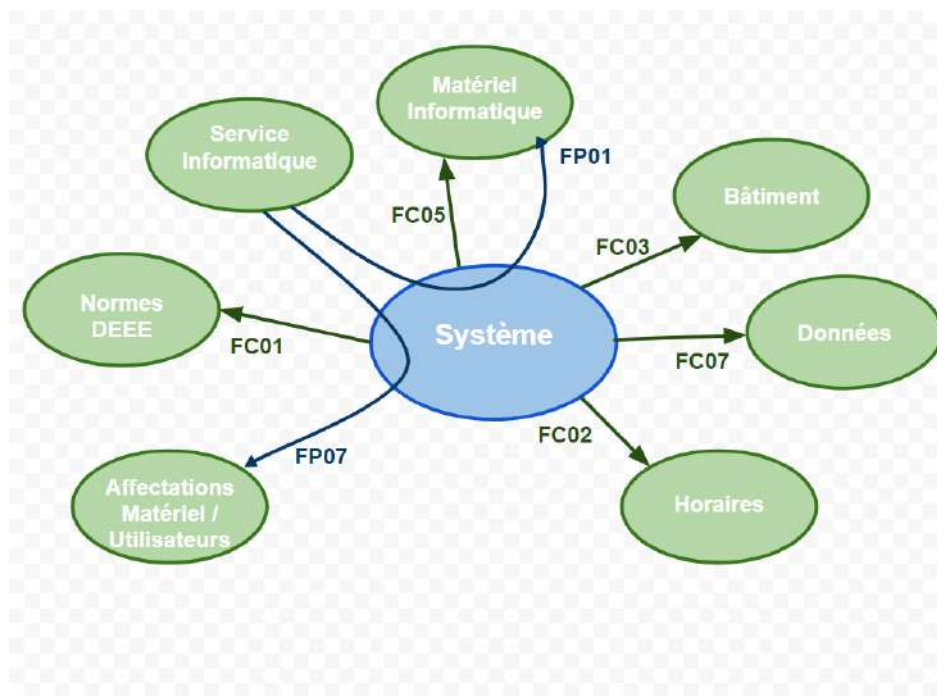 Matériel
Informatique
Service
Informatique
FP01
Bâtiment
FC05
FC03
Normes
DEEE
Système
Données
FC01
FC07
FC02
FP07
Affectations
Matériel /
Utilisateurs
Horaires